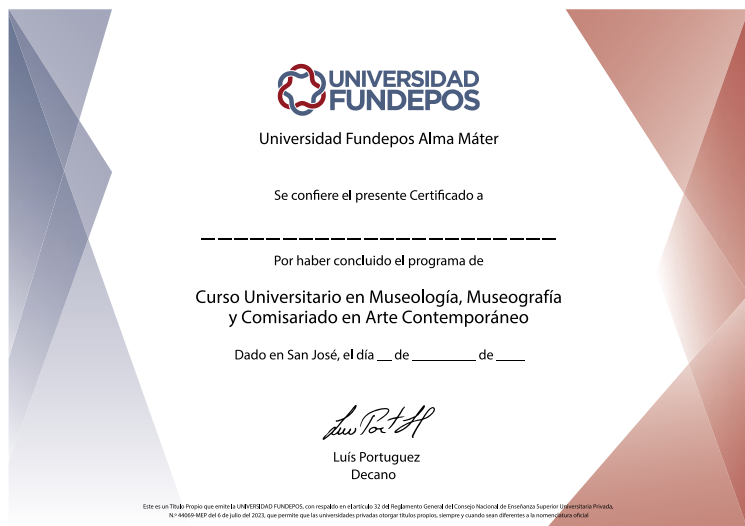 UNIVERSIDAD
FUNDEPOS
Universidad Fundepos Alma Máter
Se confiere el presente Certificado a
Por haber concluido el programa de
Curso Universitario en Museología, Museografía
y Comisariado en Arte Contemporáneo
Dado en San José, el día __ de _________ de ____
Luís Portuguez
Decano
Este es un Título Propio que emite la UNIVERSIDAD FUNDEPOS, con respaldo en el artículo 32 del Reglamento General del Consejo Nacional de Enseñanza Superior Universitaria Privada,
N.º 44069-MEP del 6 de julio del 2023, que permite que las universidades privadas otorgar títulos propios, siempre y cuando sean diferentes a la nomenclatura oficial